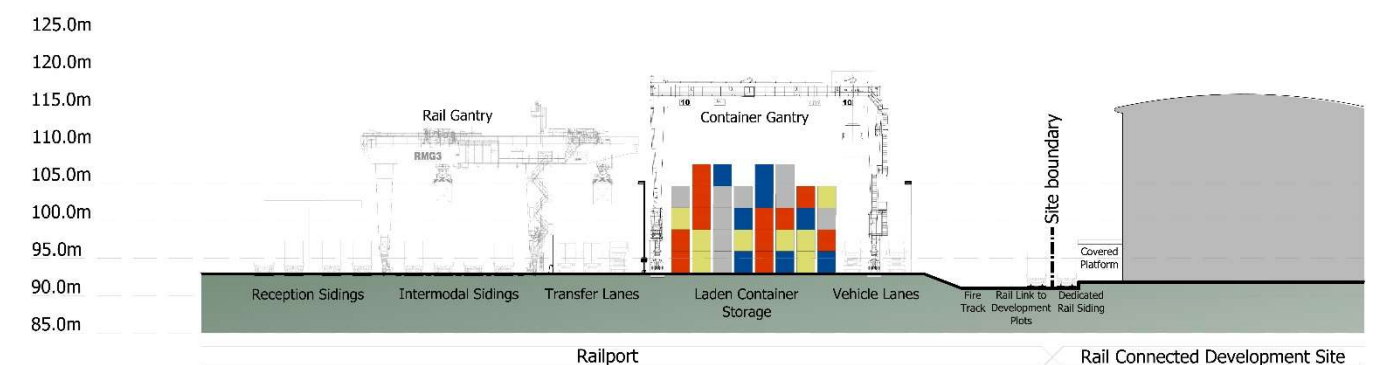 125.0m
120.0m
115.0m
110.0m
105.0m
100.0m
95.0m
90.0m
85.0m
Rail Gantry
RMG3
10
10
Container Gantry
Site boundary
Covered
Platform
Reception Sidings
Intermodal Sidings
Transfer Lanes
Laden Container
Storage
Vehicle Lanes
Fire
Track
Rail Link to
Development
Plots
Dedicated
Rail Siding
Railport
Rail Connected Development Site